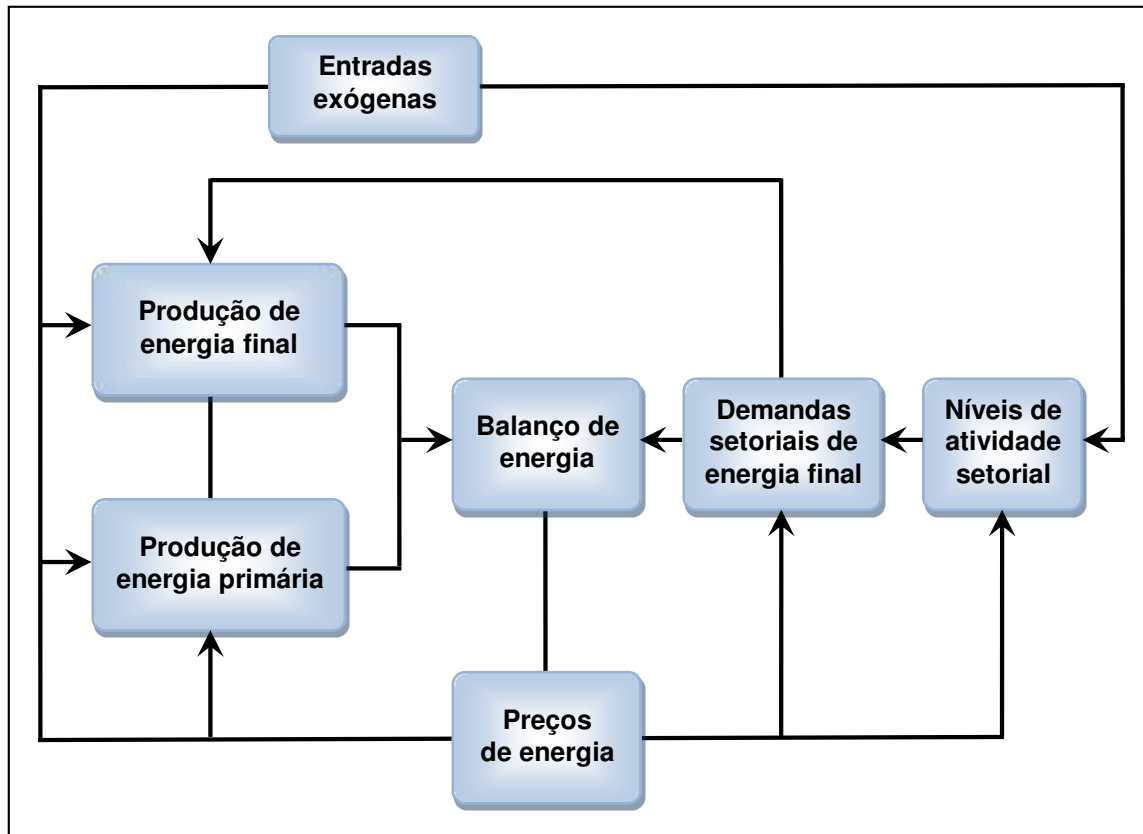 Entradas
exógenas
Produção de
energia final
Balanço de
energia
Demandas
setoriais de
energia final
Níveis de
atividade
setorial
Produção de
energia primária
Preços
de energia